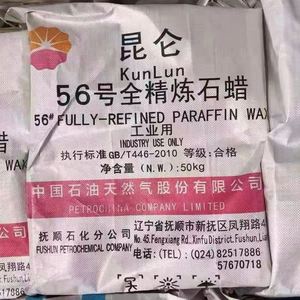 昆仑
KunLun
56号全精炼石蜡
56# FULLY-REFINED PARAFFIN WAX
工业用
INDUSTRY USE ONLY
执行标准GB/T446-2010 等级:合格
净含量(N.W.):50kg
中国石油天然气股份有限公司
PETROCHINA COMPANY LIMITED
抚顺石化分公司
FUSHUN PETROCHEMICAL COMPANY
辽宁省抚顺市新抚区凤翔路4
No.45.Fengxiang Rd.,Xinfu District.Fushun,Lia
电话:(TEL):(024) 82517886
57670718